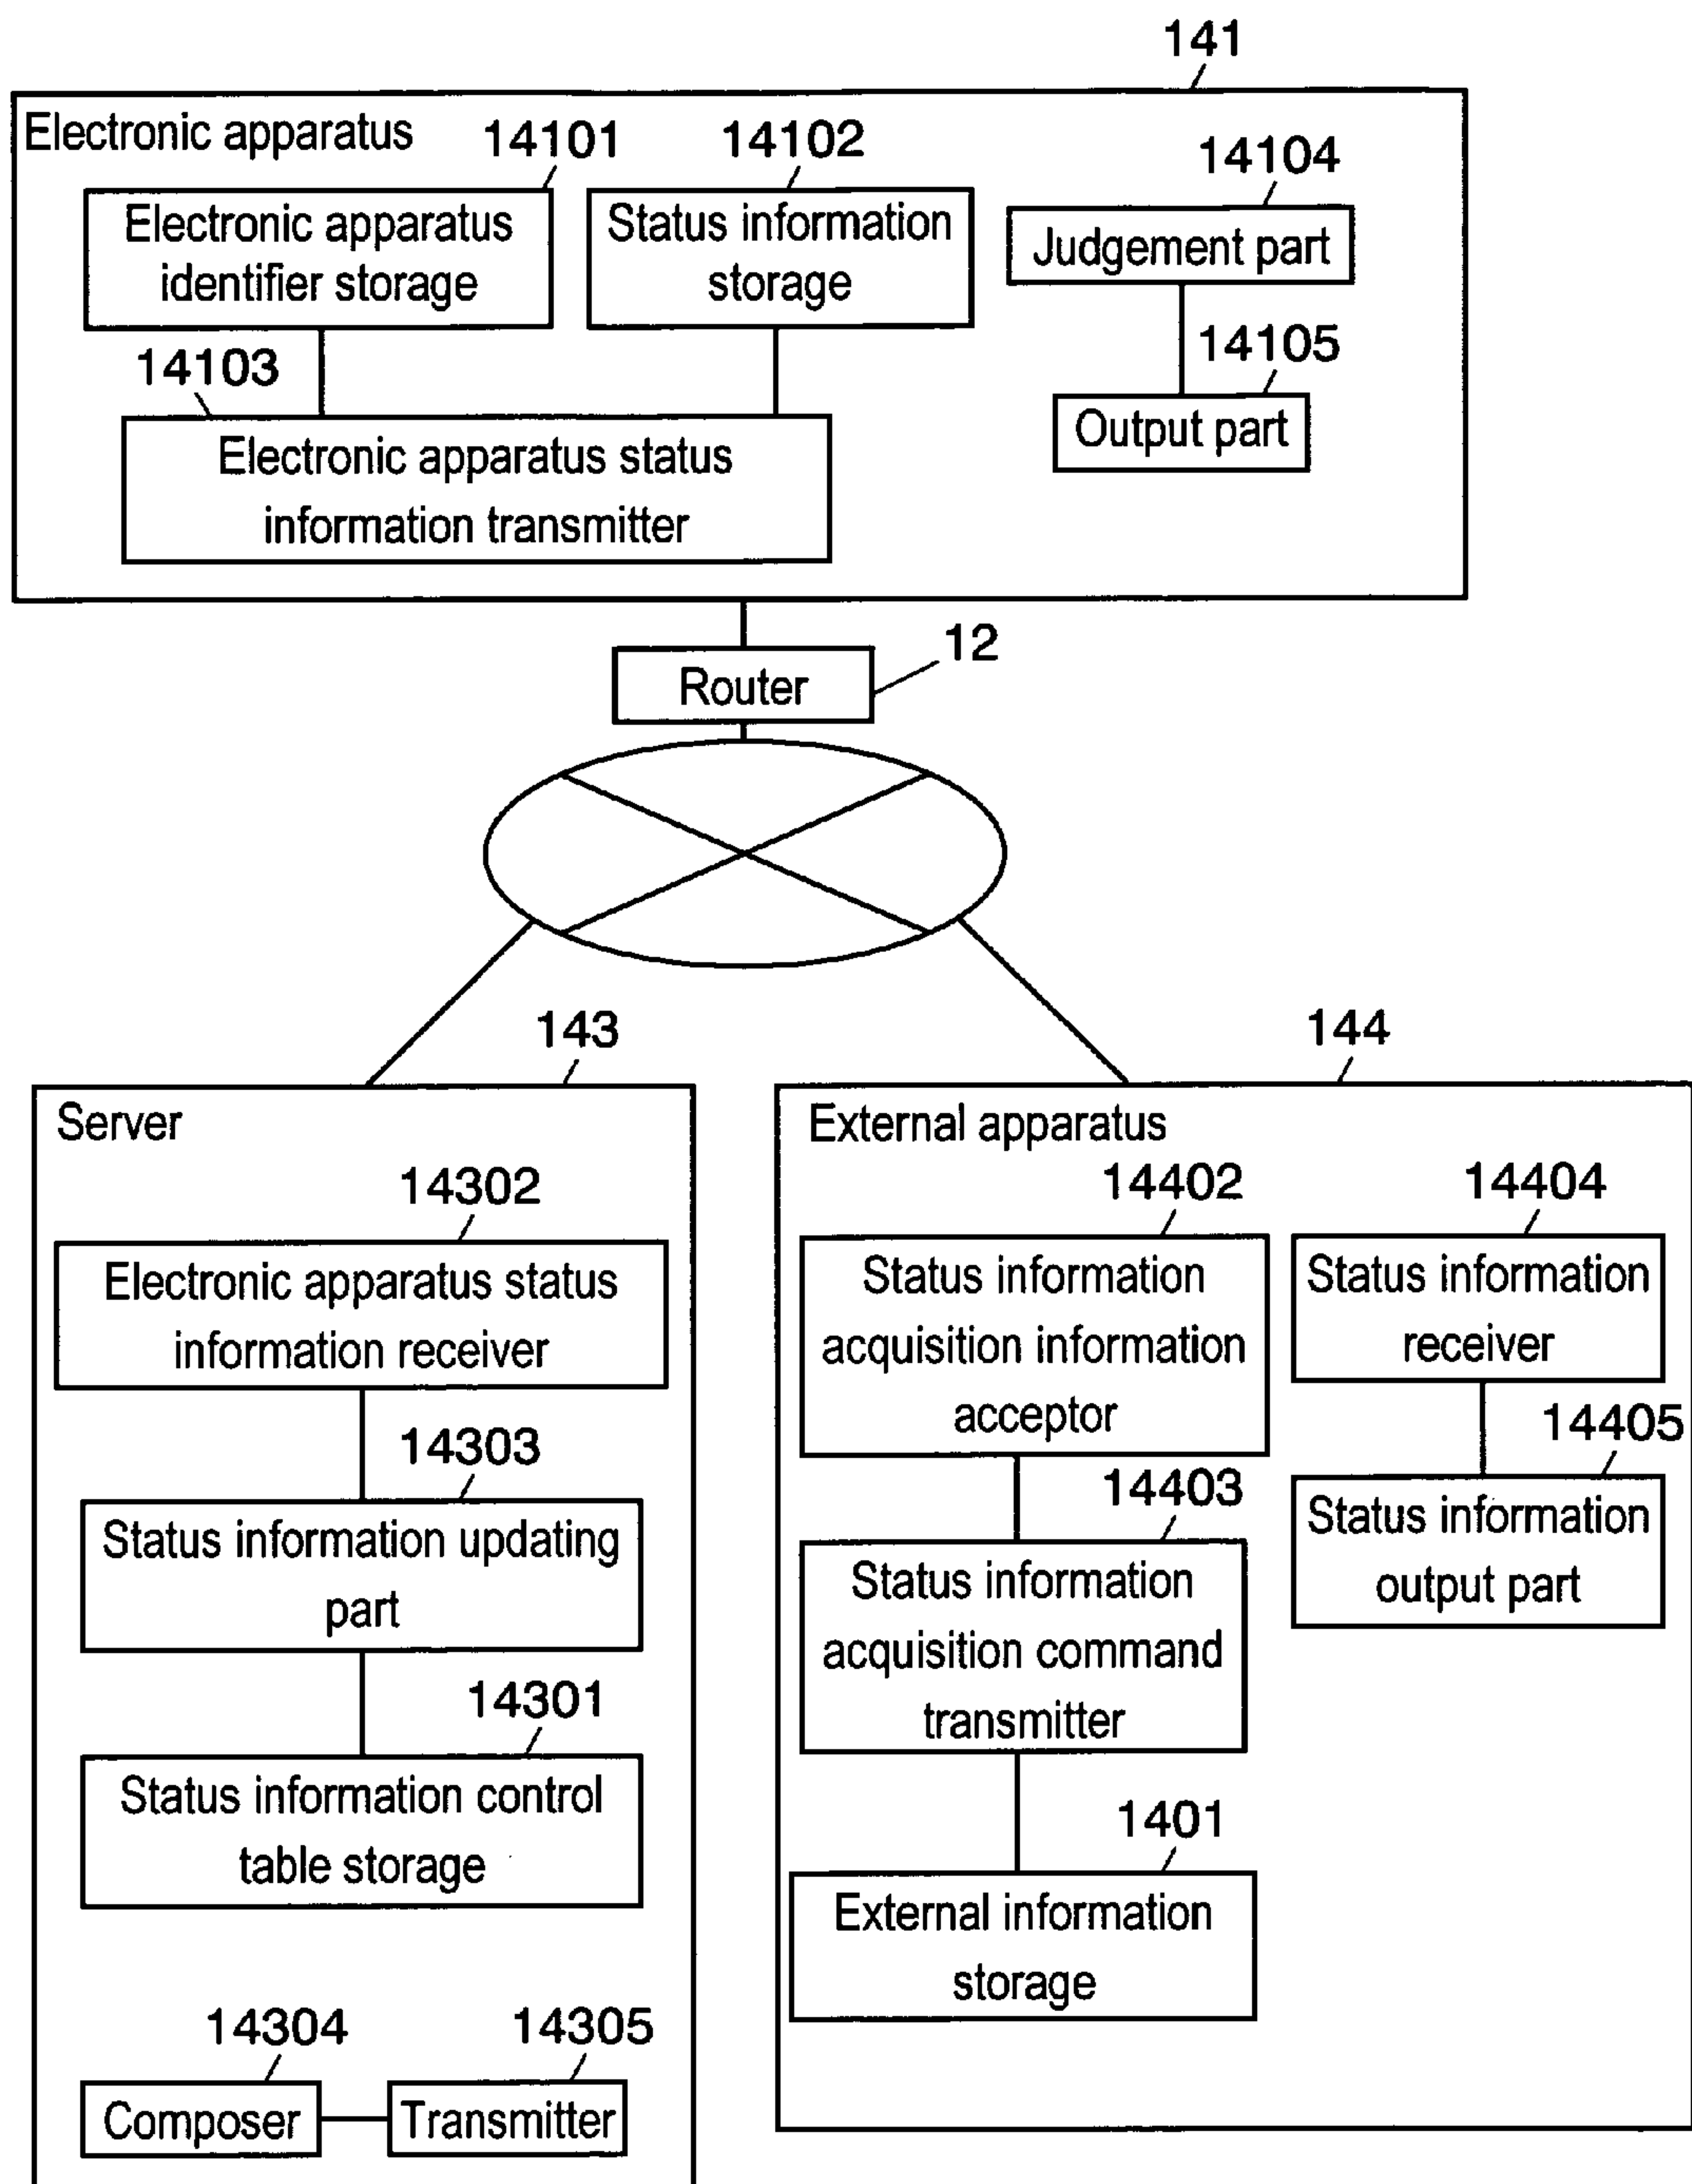 141
Electronic apparatus
14101
14102
14104
Electronic apparatus
identifier storage
Status information
storage
Judgement part
14103
14105
Electronic apparatus status
information transmitter
Output part
12
Router
143
144
Server
14302
Electronic apparatus status
information receiver
14303
Status information updating
part
14301
Status information control
table storage
14304
14305
Composer
Transmitter
External apparatus
14402
14404
Status information
acquisition information
acceptor
Status information
receiver
14403
14405
Status information
acquisition command
transmitter
Status information
output part
1401
External information
storage